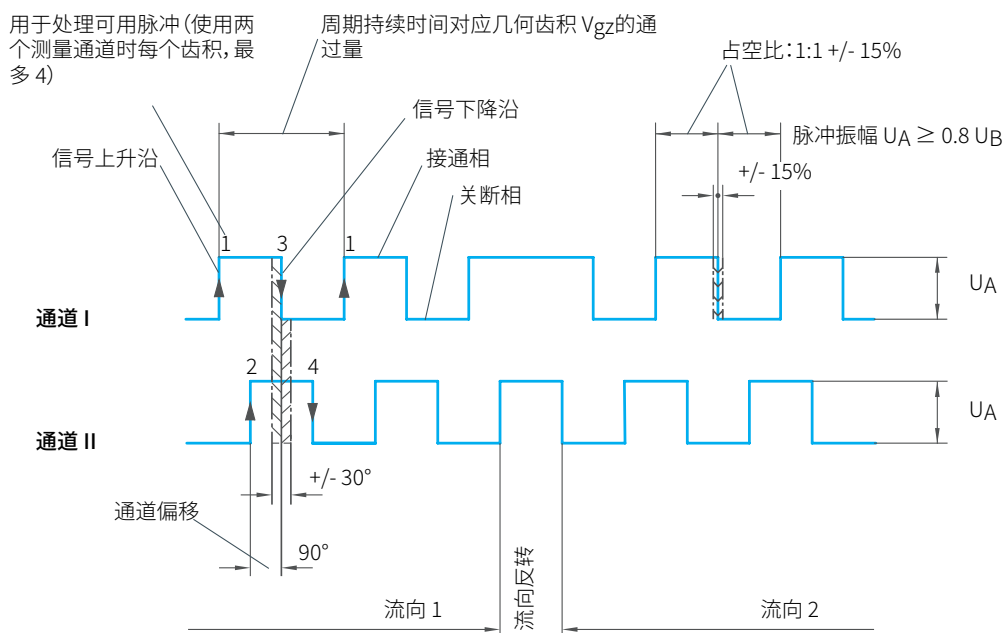 用于处理可用脉冲(使用两
个测量通道时每个齿积,最
多 4)
周期持续时间对应几何齿积 Vgz的通
过量
占空比:1:1 +/- 15%
信号下降沿
脉冲振幅 UA ≥ 0.8 UB
信号上升沿
接通相
+/- 15%
关断相
1
3
1
UA
通道 I
2
4
UA
通道 II
+/- 30°
通道偏移
90°
流向反转
流向 1
流向 2